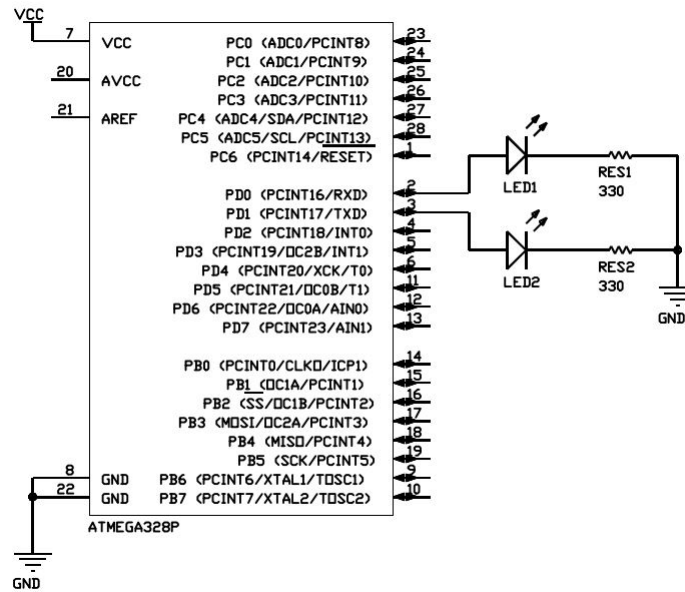 VCC
7 VCC PC0 (ADC0/PCINT8) 23
PC1 (ADC1/PCINT9) 24
20 AVCC PC2 (ADC2/PCINT10) 25
PC3 (ADC3/PCINT11) 26
21 AREF PC4 (ADC4/SDA/PCINT12) 27
PC5 (ADC5/SCL/PCINT13) 28
PC6 (PCINT14/RESET) 1
PD0 (PCINT16/RXD) 2
LED1
RES1
330
PD1 (PCINT17/TXD) 3
PD2 (PCINT18/INT0) 4
PD3 (PCINT19/OC2B/INT1) 5
PD4 (PCINT20/XCK/T0) 6
LED2
RES2
330
PD5 (PCINT21/OC0B/T1) 11
PD6 (PCINT22/OC0A/AIN0) 12
GND
PD7 (PCINT23/AIN1) 13
PB0 (PCINT0/CLKO/ICP1) 14
PB1 (OC1A/PCINT1) 15
PB2 (SS/OC1B/PCINT2) 16
PB3 (MOSI/OC2A/PCINT3) 17
PB4 (MISO/PCINT4) 18
PB5 (SCK/PCINT5) 19
8 GND PB6 (PCINT6/XTAL1/TOSC1) 9
22 GND PB7 (PCINT7/XTAL2/TOSC2) 10
ATMEGA328P
GND